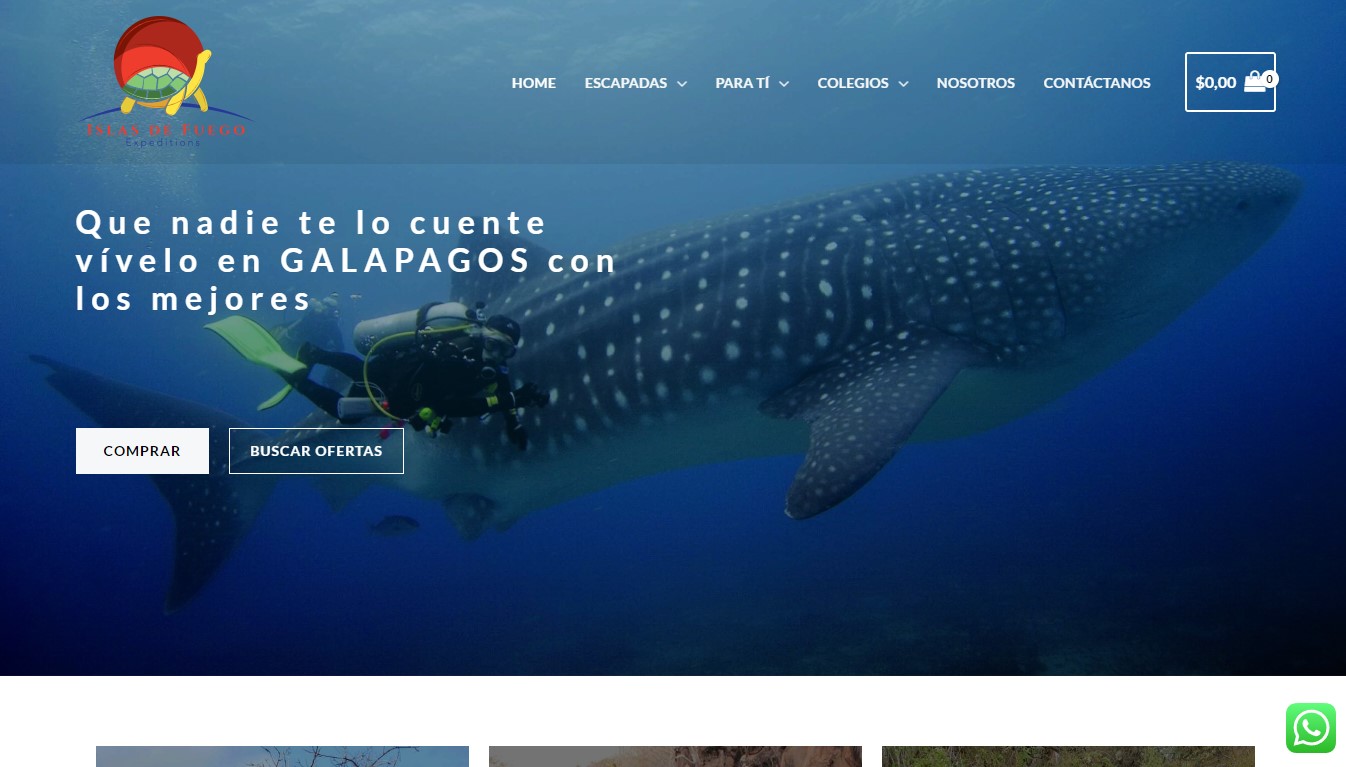 ISLAS DE FUEGO
Expeditions
HOME
ESCAPADAS
PARA TÍ
COLEGIOS
NOSOTROS
CONTÁCTANOS
$0,00
0
Que nadie te lo cuente
vívelo en GALAPAGOS con
los mejores
COMPRAR
BUSCAR OFERTAS